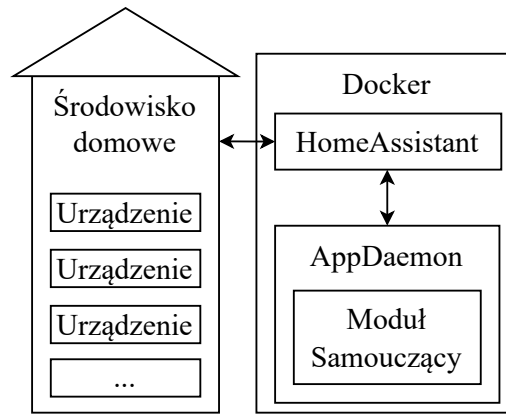 Środowisko
domowe
Urządzenie
Urządzenie
Urządzenie
...
Docker
HomeAssistant
AppDaemon
Moduł
Samouczący